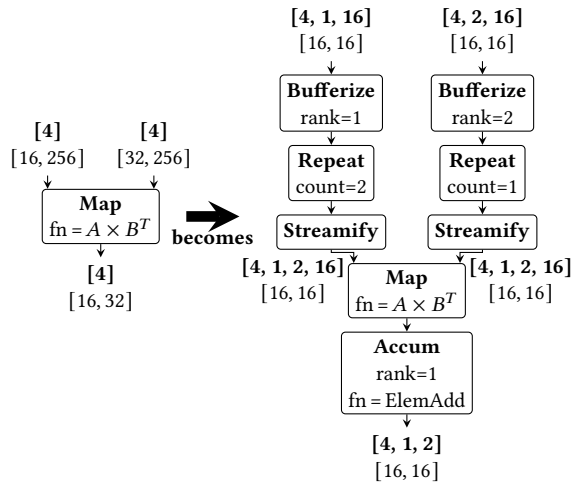 [4, 1, 16]
[16, 16]
[4, 2, 16]
[16, 16]
Bufferize
rank=1
Bufferize
rank=2
[4]
[16, 256]
[4]
[32, 256]
Repeat
count=2
Repeat
count=1
Map
fn = A × Bᵀ
becomes
Streamify
Streamify
[4]
[16, 32]
[4, 1, 2, 16]
[16, 16]
[4, 1, 2, 16]
[16, 16]
Map
fn = A × Bᵀ
Accum
rank=1
fn = ElemAdd
[4, 1, 2]
[16, 16]